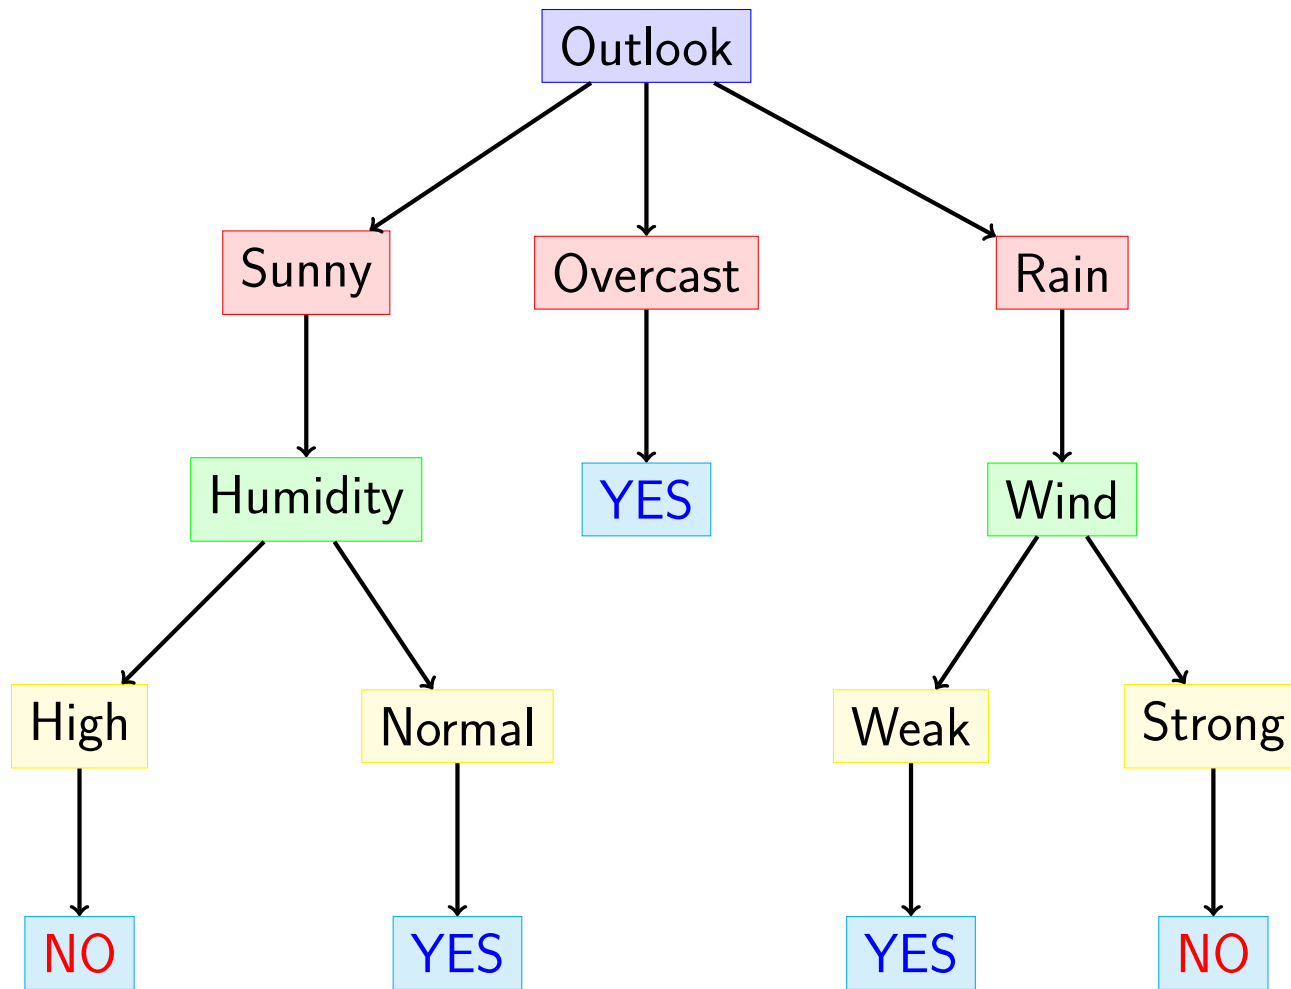 Outlook
Sunny
Overcast
Rain
Humidity
YES
Wind
High
Normal
Weak
Strong
NO
YES
YES
NO